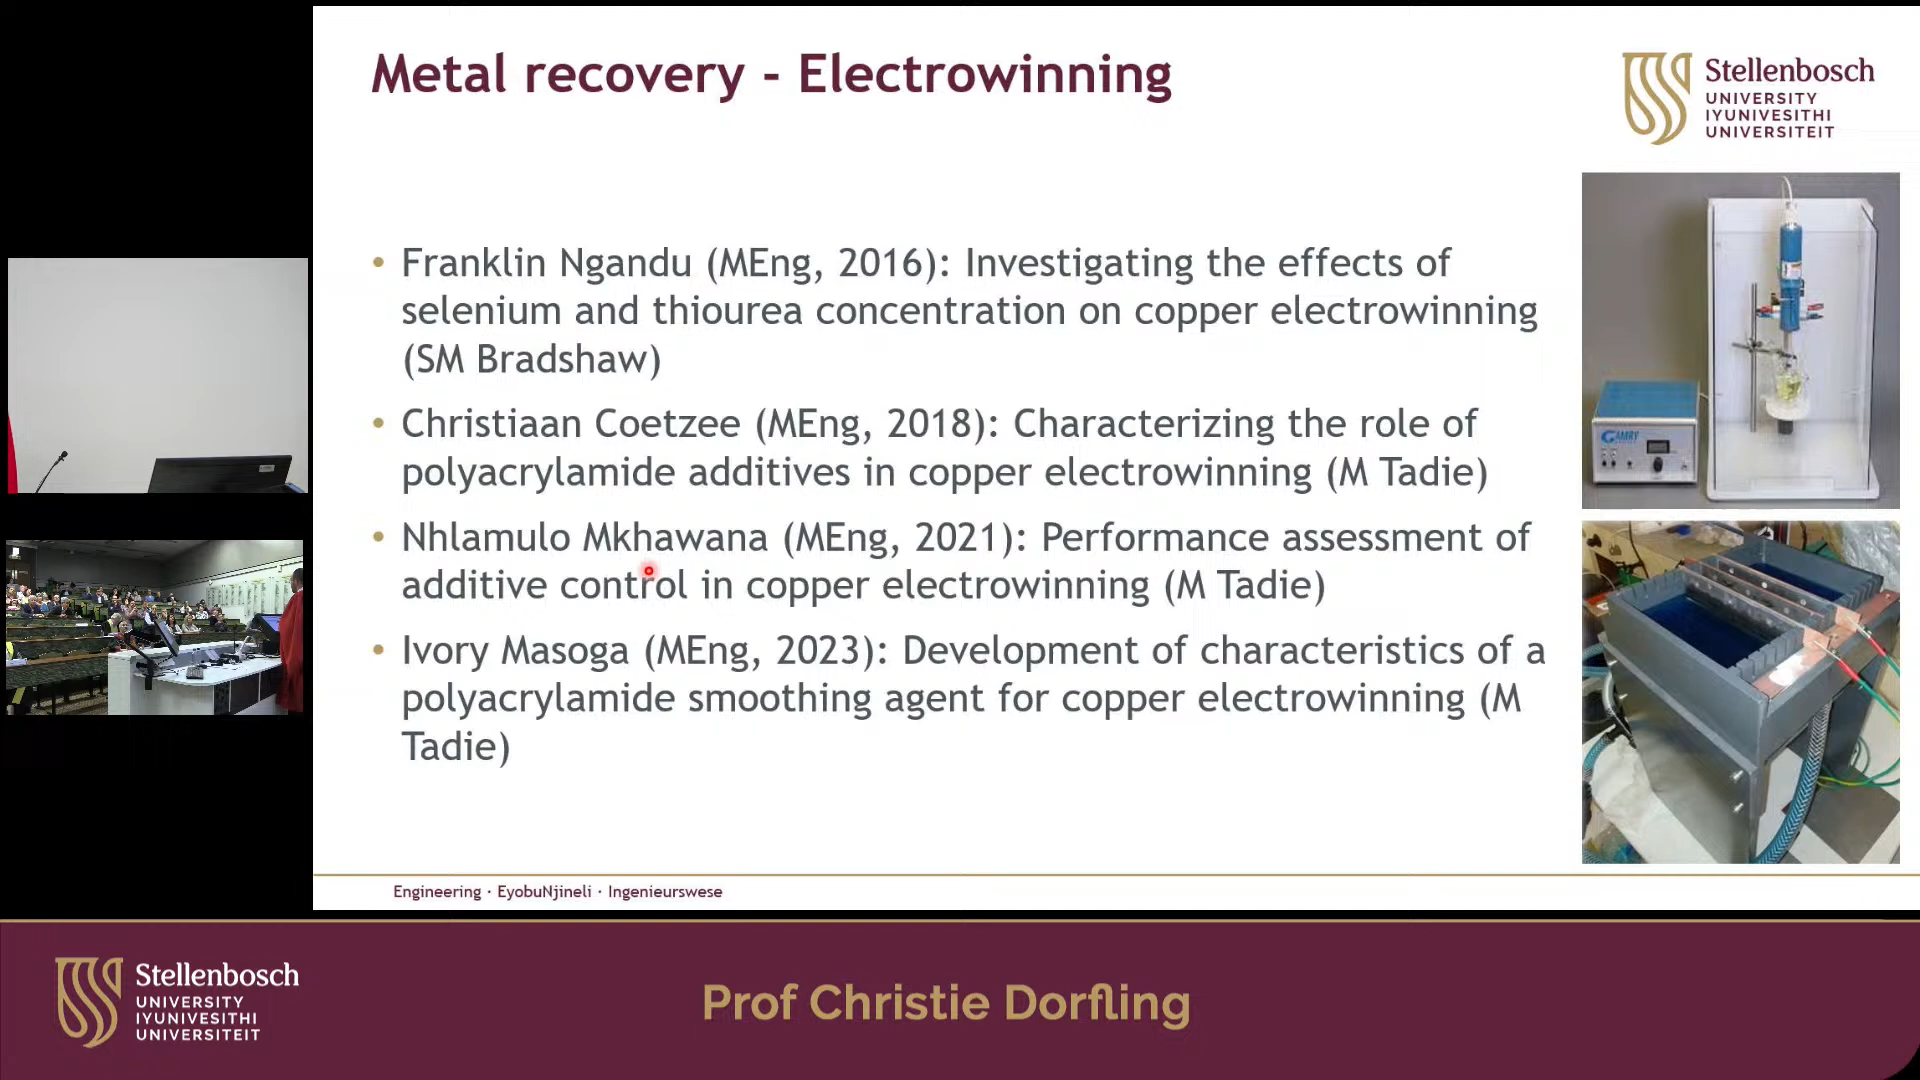 Metal recovery - Electrowinning
Stellenbosch
UNIVERSITY
IYUNIVESITHI
UNIVERSITEIT
• Franklin Ngandu (MEng, 2016): Investigating the effects of
selenium and thiourea concentration on copper electrowinning
(SM Bradshaw)
• Christiaan Coetzee (MEng, 2018): Characterizing the role of
polyacrylamide additives in copper electrowinning (M Tadie)
• Nhlamulo Mkhawana (MEng, 2021): Performance assessment of
additive control in copper electrowinning (M Tadie)
• Ivory Masoga (MEng, 2023): Development of characteristics of a
polyacrylamide smoothing agent for copper electrowinning (M
Tadie)
GAMRY
Engineering · EyobuNjineli · Ingenieurswese
Stellenbosch
UNIVERSITY
IYUNIVESITHI
UNIVERSITEIT
Prof Christie Dorfling